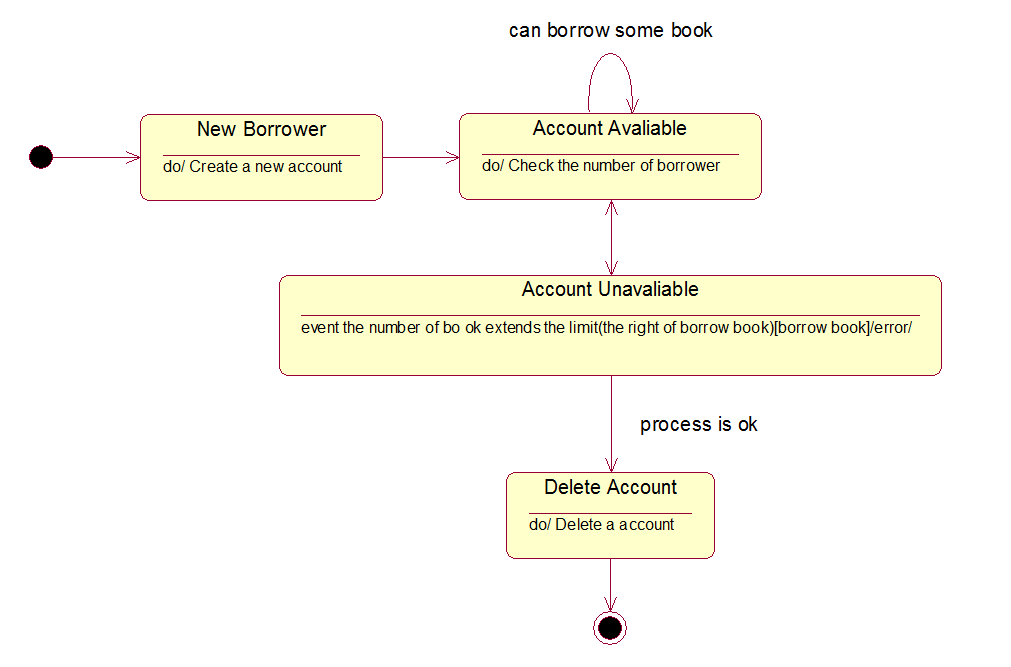 can borrow some book
New Borrower
do/ Create a new account
Account Avaliable
do/ Check the number of borrower
Account Unavaliable
event the number of bo ok extends the limit(the right of borrow book)[borrow book]/error/
process is ok
Delete Account
do/ Delete a account